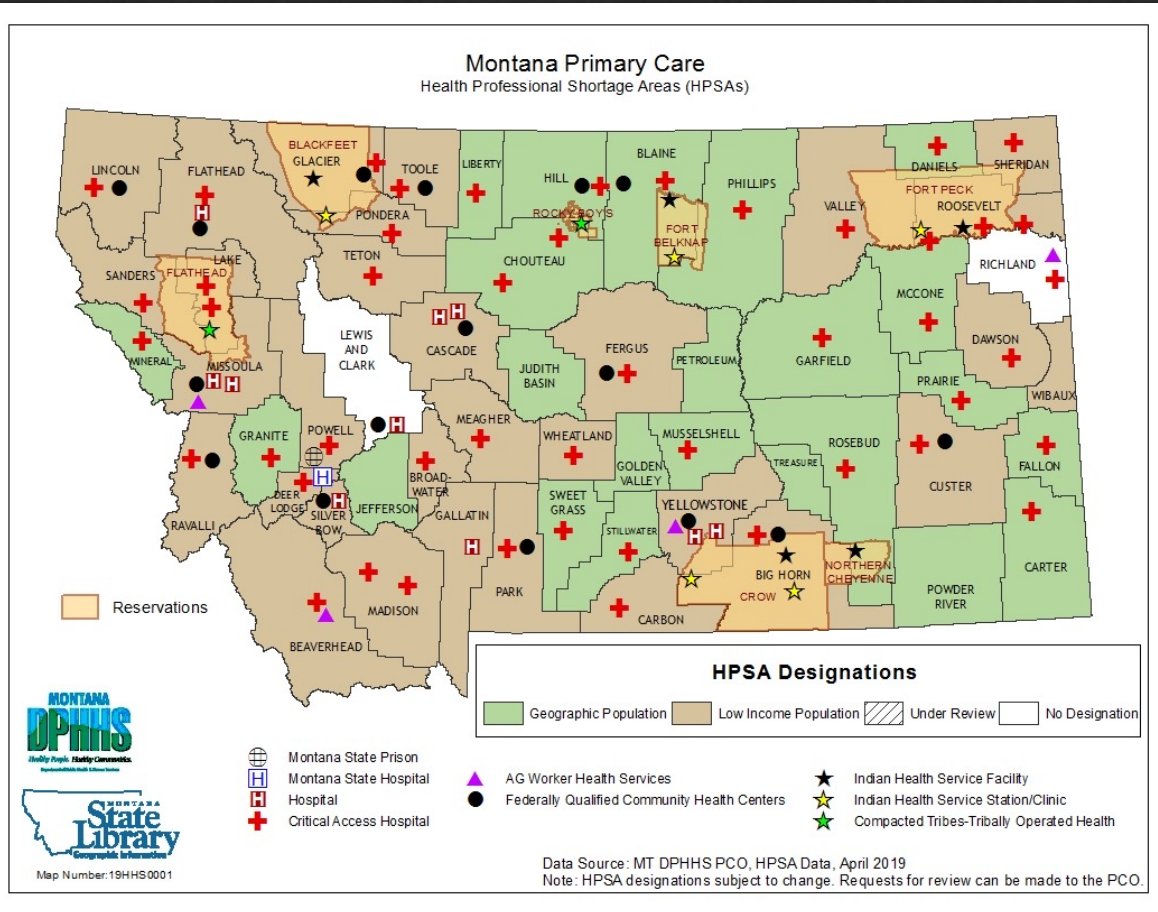 Montana Primary Care
Health Professional Shortage Areas (HPSAs)
LINCOLN
FLATHEAD
H
BLACKFEET
GLACIER
TOOLE
PONDERA
LIBERTY
HILL
ROCKY BOY'S
BLAINE
FORT
BELKNAP
PHILLIPS
VALLEY
DANIELS
SHERIDAN
FORT PECK
ROOSEVELT
RICHLAND
SANDERS
LAKE
FLATHEAD
TETON
CHOUTEAU
MCCONE
MINERAL
MISSOULA
H H
LEWIS
AND
CLARK
H H
CASCADE
JUDITH
BASIN
FERGUS
PETROLEUM
GARFIELD
DAWSON
PRAIRIE
WIBAUX
GRANITE
POWELL
H
H
DEER
LODGE
H
SILVER
BOW
JEFFERSON
BROAD-
WATER
MEAGHER
WHEATLAND
GOLDEN
VALLEY
MUSSELSHELL
TREASURE
ROSEBUD
CUSTER
FALLON
RAVALLI
GALLATIN
H
PARK
SWEET
GRASS
STILLWATER
YELLOWSTONE
H H
BIG HORN
CROW
NORTHERN
CHEYENNE
POWDER
RIVER
CARTER
MADISON
BEAVERHEAD
CARBON
Reservations
HPSA Designations
Geographic Population
Low Income Population
Under Review
No Designation
MONTANA
DPHHS
Healthy People. Healthy Communities.
Montana State Prison
H Montana State Hospital
H Hospital
Critical Access Hospital
AG Worker Health Services
Federally Qualified Community Health Centers
Indian Health Service Facility
Indian Health Service Station/Clinic
Compacted Tribes-Tribally Operated Health
MONTANA
State
Library
Geographic Information
Map Number:19HHS0001
Data Source: MT DPHHS PCO, HPSA Data, April 2019
Note: HPSA designations subject to change. Requests for review can be made to the PCO.